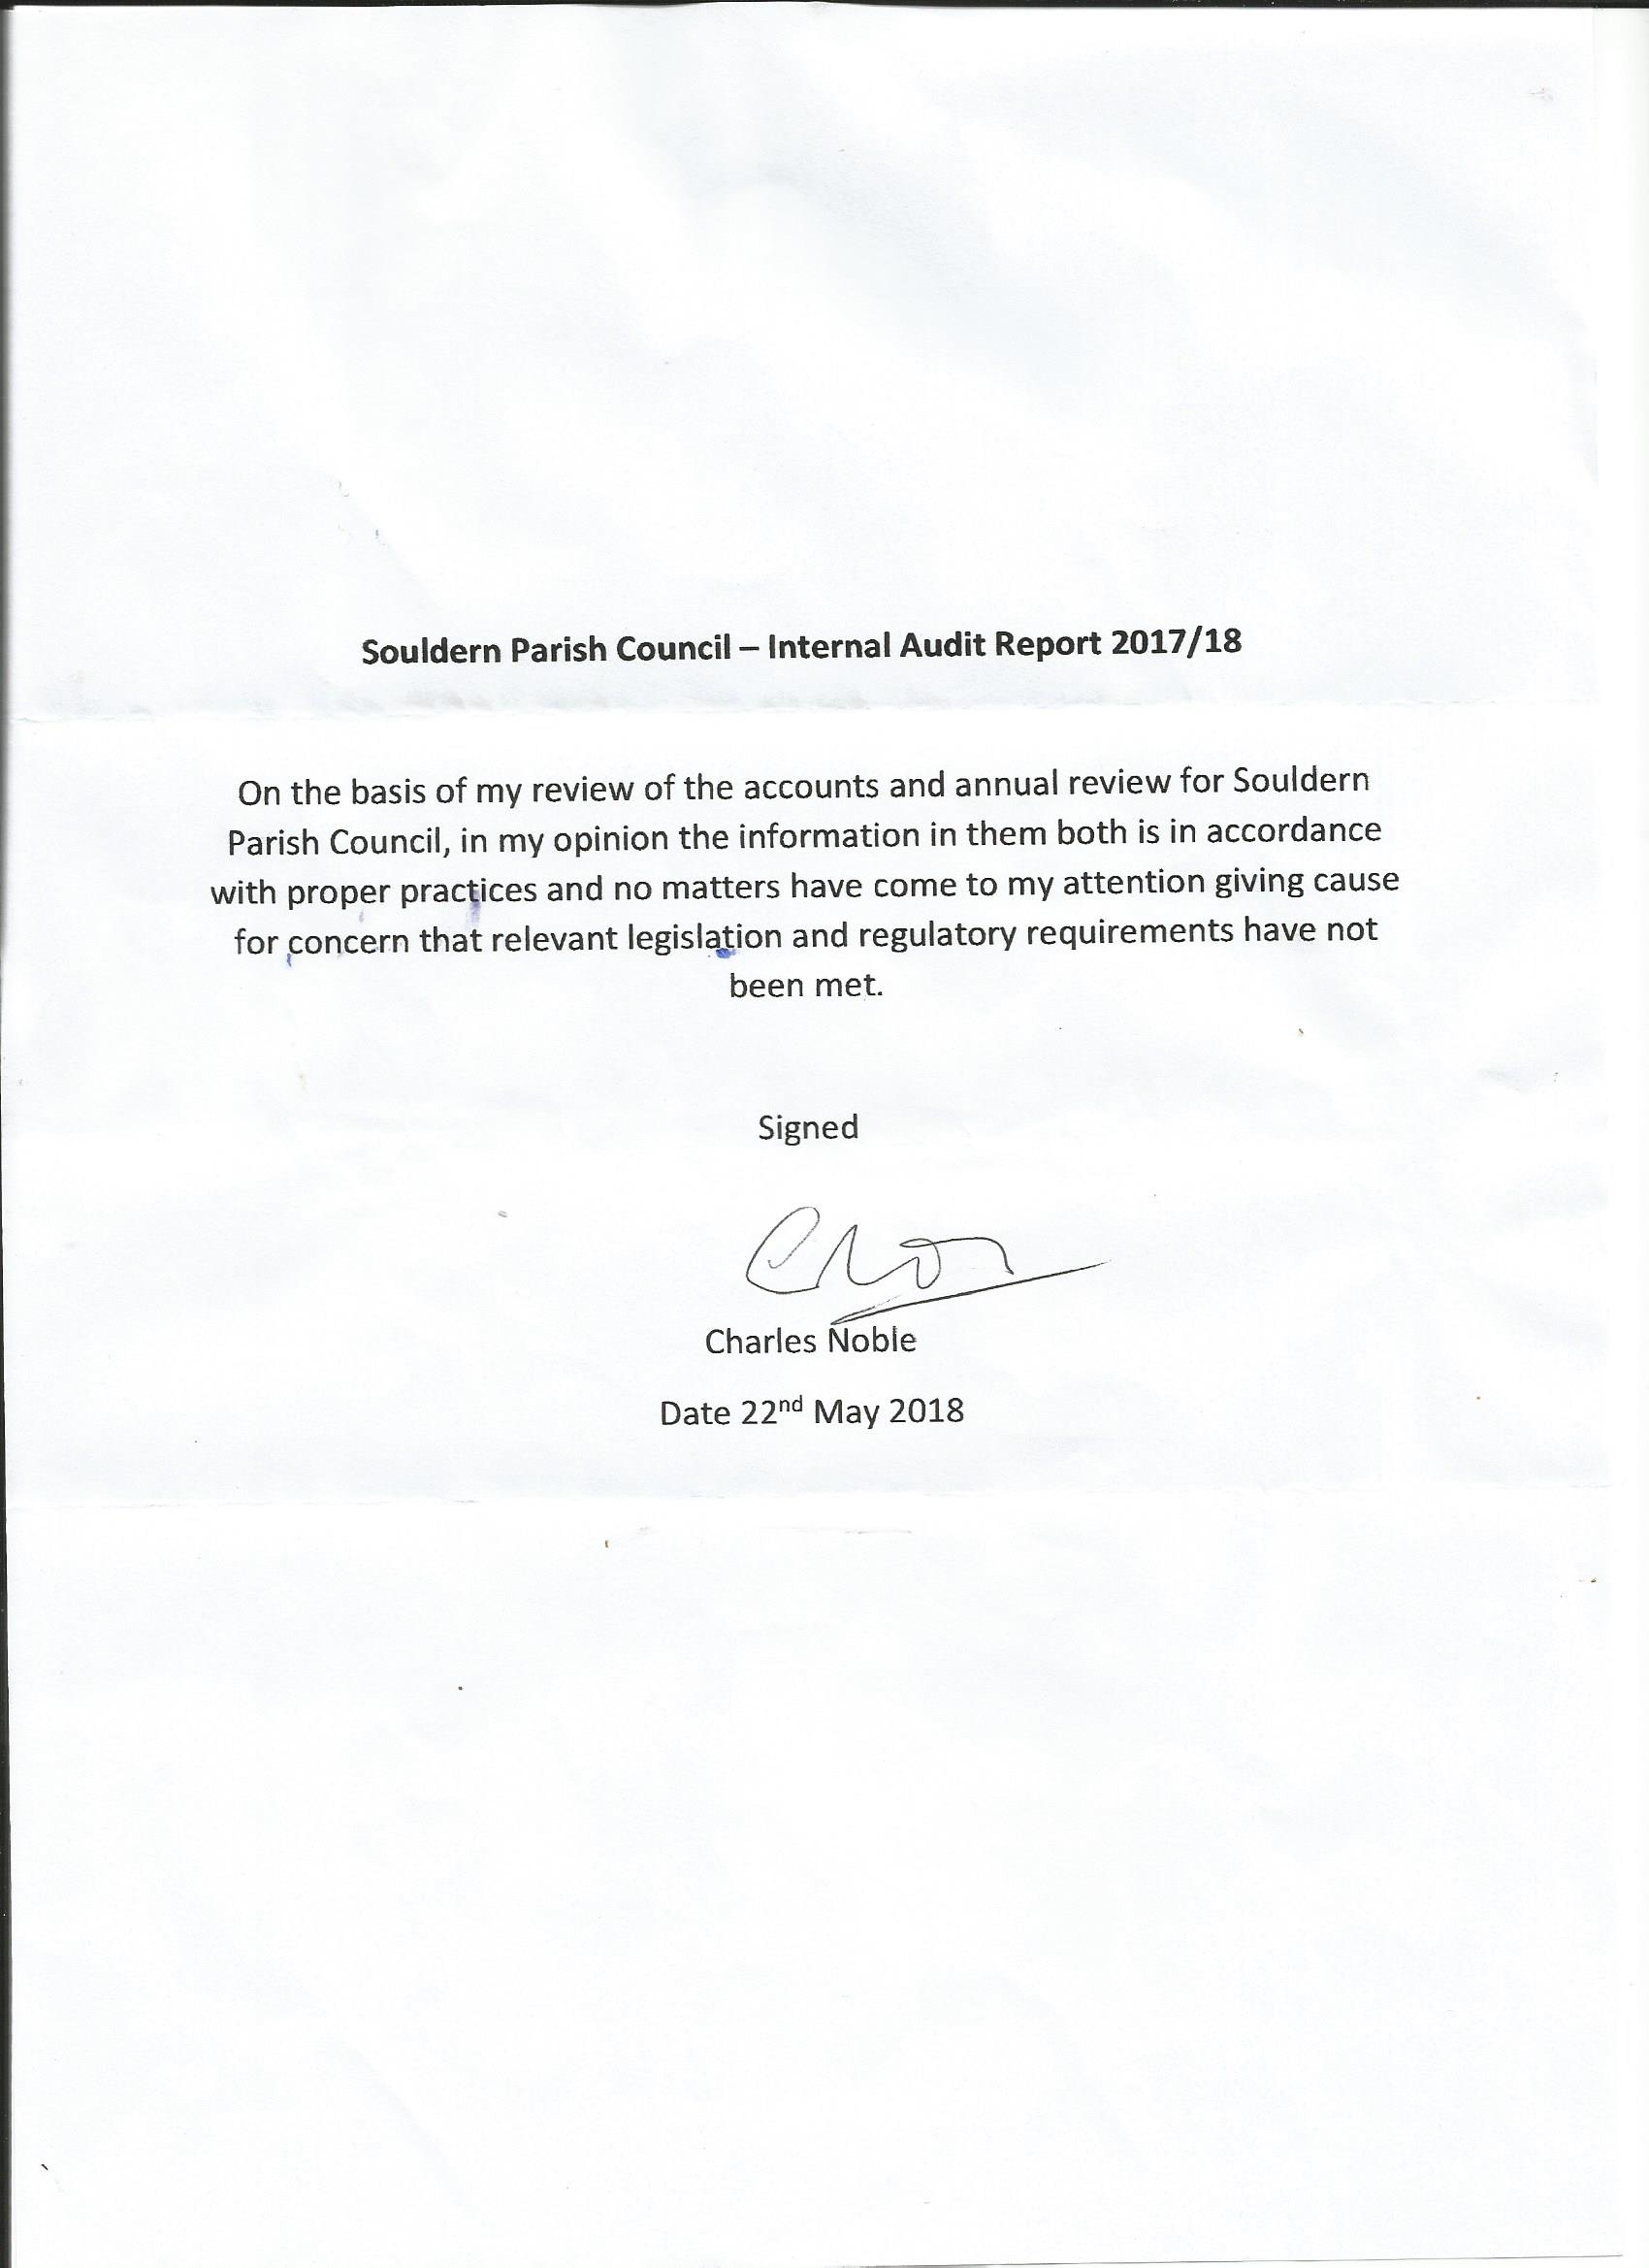 Souldern Parish Council – Internal Audit Report 2017/18
On the basis of my review of the accounts and annual review for Souldern
Parish Council, in my opinion the information in them both is in accordance
with proper practices and no matters have come to my attention giving cause
for concern that relevant legislation and regulatory requirements have not
been met.
Signed
Charles Noble
Date 22nd May 2018